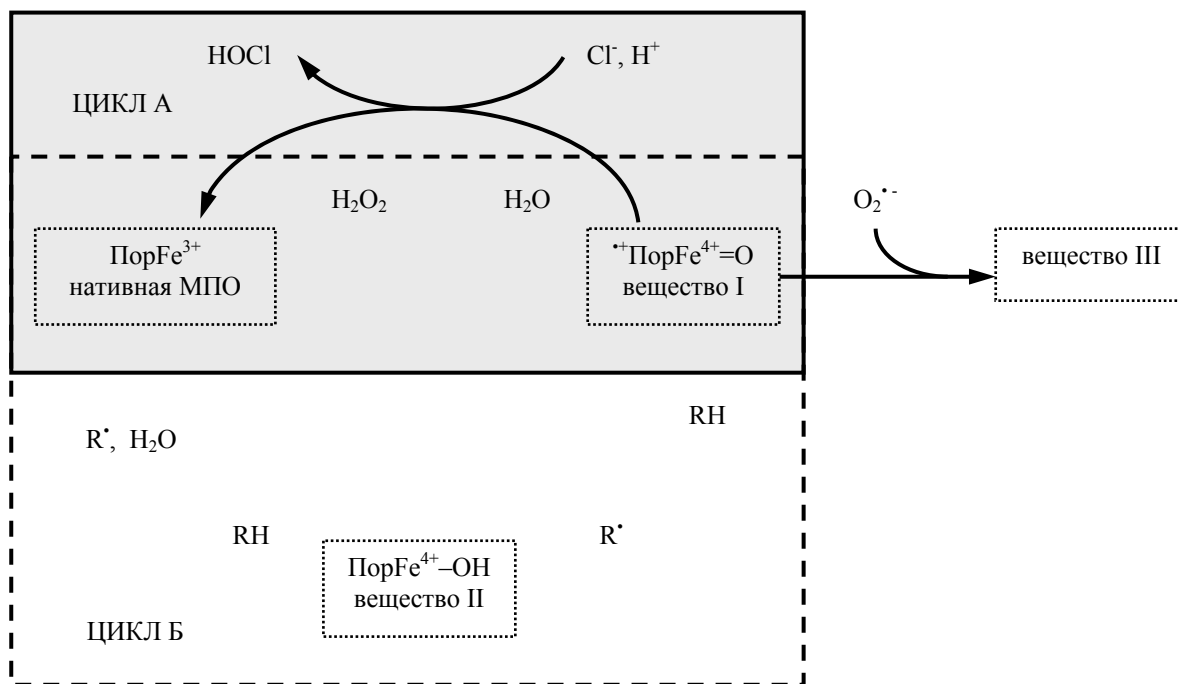 HOCl
Cl⁻, H⁺
ЦИКЛ А
H₂O₂
H₂O
O₂•⁻
ПорFe³⁺
нативная МПО
•⁺ПорFe⁴⁺=O
вещество I
вещество III
RH
R•, H₂O
RH
R•
ПорFe⁴⁺–OH
вещество II
ЦИКЛ Б